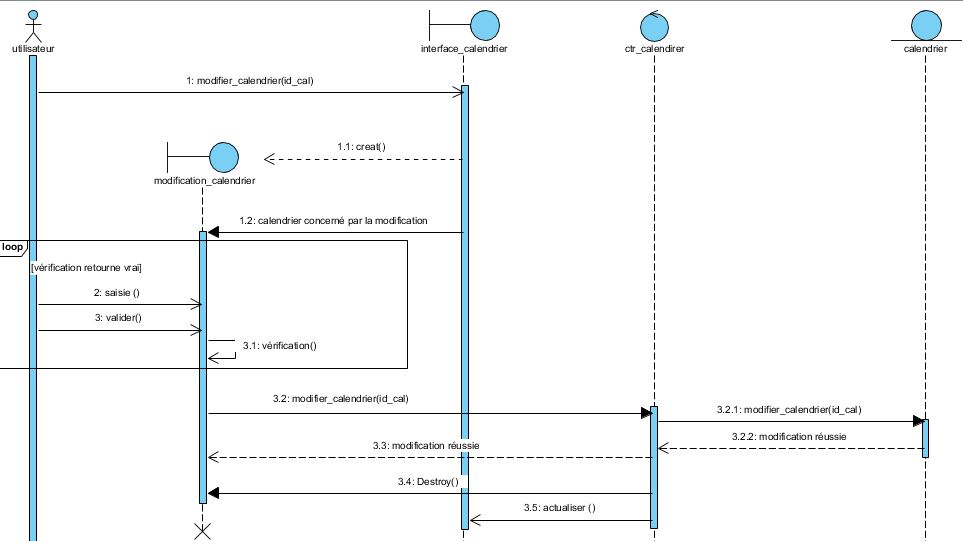 utilisateur
interface_calendrier
ctr_calendirer
calendrier
1: modifier_calendrier(id_cal)
1.1: creat()
modification_calendrier
1.2: calendrier concerné par la modification
loop
[vérification retourne vrai]
2: saisie ()
3: valider()
3.1: vérification()
3.2: modifier_calendrier(id_cal)
3.2.1: modifier_calendrier(id_cal)
3.2.2: modification réussie
3.3: modification réussie
3.4: Destroy()
3.5: actualiser ()